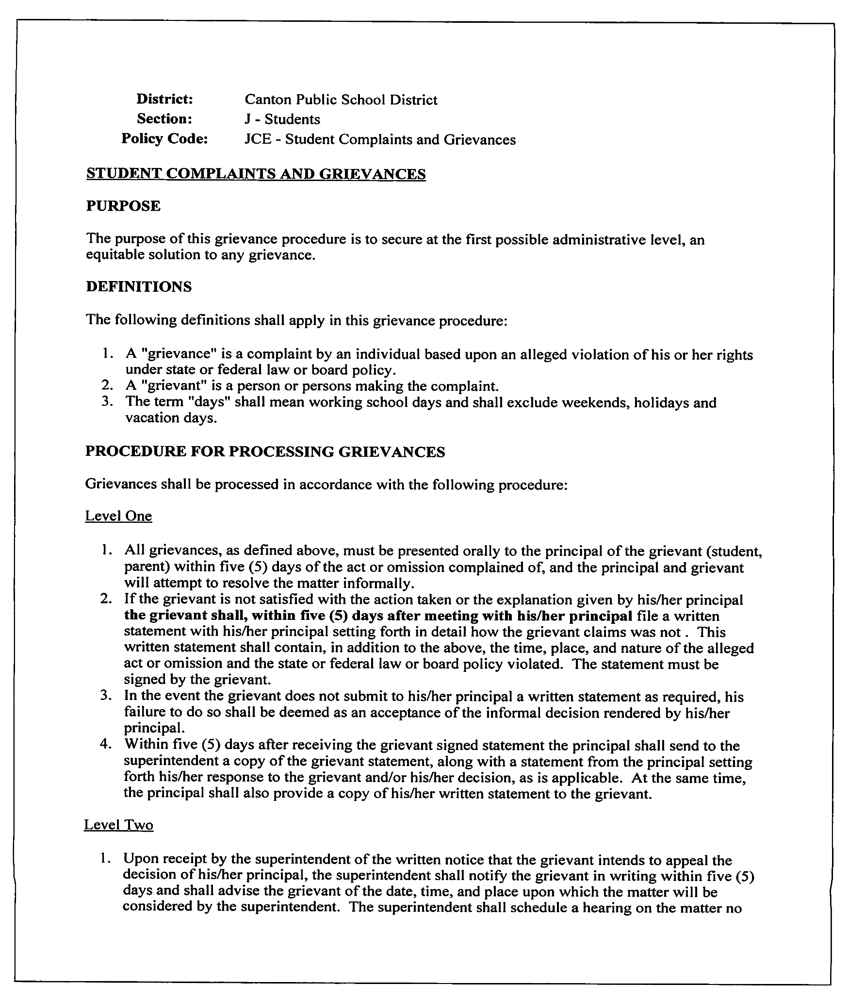 District: Canton Public School District
Section: J - Students
Policy Code: JCE - Student Complaints and Grievances
STUDENT COMPLAINTS AND GRIEVANCES
PURPOSE
The purpose of this grievance procedure is to secure at the first possible administrative level, an
equitable solution to any grievance.
DEFINITIONS
The following definitions shall apply in this grievance procedure:
1. A "grievance" is a complaint by an individual based upon an alleged violation of his or her rights
under state or federal law or board policy.
2. A "grievant" is a person or persons making the complaint.
3. The term "days" shall mean working school days and shall exclude weekends, holidays and
vacation days.
PROCEDURE FOR PROCESSING GRIEVANCES
Grievances shall be processed in accordance with the following procedure:
Level One
1. All grievances, as defined above, must be presented orally to the principal of the grievant (student,
parent) within five (5) days of the act or omission complained of, and the principal and grievant
will attempt to resolve the matter informally.
2. If the grievant is not satisfied with the action taken or the explanation given by his/her principal
the grievant shall, within five (5) days after meeting with his/her principal file a written
statement with his/her principal setting forth in detail how the grievant claims was not . This
written statement shall contain, in addition to the above, the time, place, and nature of the alleged
act or omission and the state or federal law or board policy violated. The statement must be
signed by the grievant.
3. In the event the grievant does not submit to his/her principal a written statement as required, his
failure to do so shall be deemed as an acceptance of the informal decision rendered by his/her
principal.
4. Within five (5) days after receiving the grievant signed statement the principal shall send to the
superintendent a copy of the grievant statement, along with a statement from the principal setting
forth his/her response to the grievant and/or his/her decision, as is applicable. At the same time,
the principal shall also provide a copy of his/her written statement to the grievant.
Level Two
1. Upon receipt by the superintendent of the written notice that the grievant intends to appeal the
decision of his/her principal, the superintendent shall notify the grievant in writing within five (5)
days and shall advise the grievant of the date, time, and place upon which the matter will be
considered by the superintendent. The superintendent shall schedule a hearing on the matter no